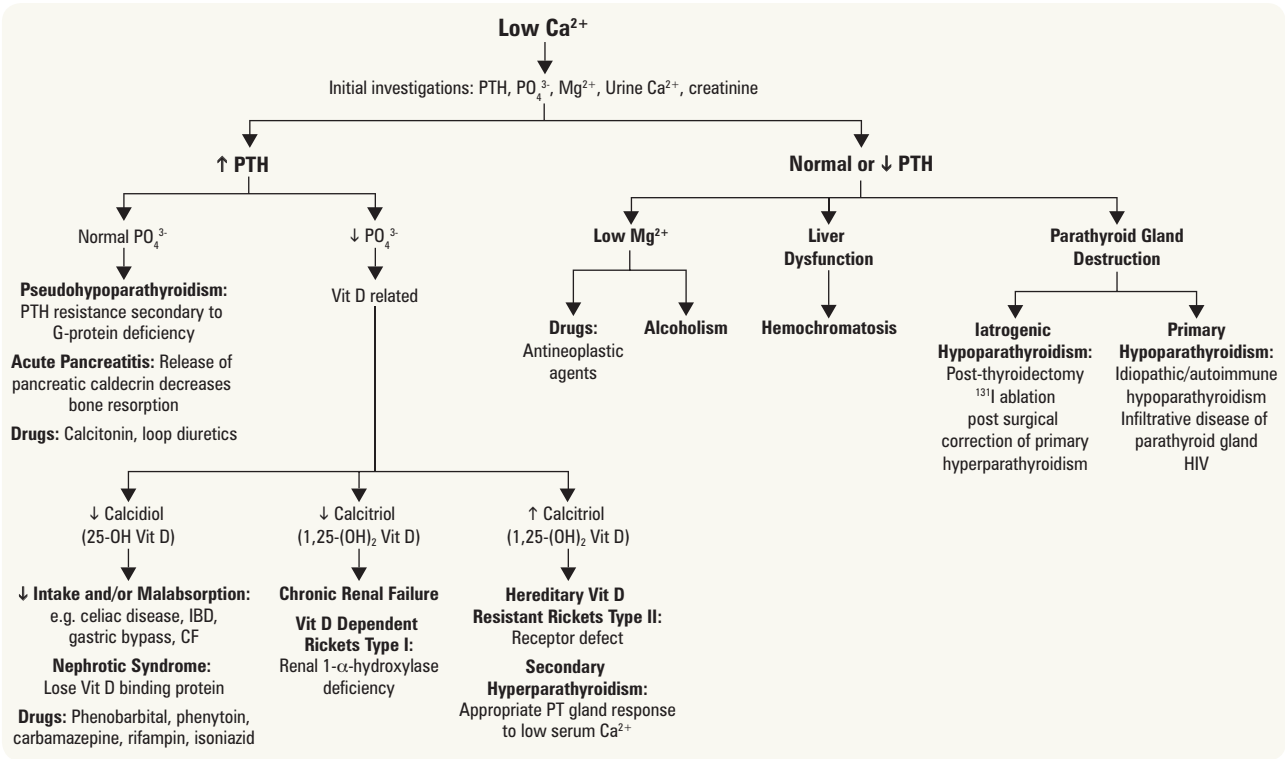 Low Ca²⁺
Initial investigations: PTH, PO₄³⁻, Mg²⁺, Urine Ca²⁺, creatinine
↑ PTH
Normal or ↓ PTH
Normal PO₄³⁻
↓ PO₄³⁻
Low Mg²⁺
Liver
Dysfunction
Parathyroid Gland
Destruction
Pseudohypoparathyroidism:
PTH resistance secondary to
G-protein deficiency
Acute Pancreatitis: Release of
pancreatic caldecrin decreases
bone resorption
Drugs: Calcitonin, loop diuretics
Vit D related
Drugs:
Antineoplastic
agents
Alcoholism
Hemochromatosis
Iatrogenic
Hypoparathyroidism:
Post-thyroidectomy
¹³¹I ablation
post surgical
correction of primary
hyperparathyroidism
Primary
Hypoparathyroidism:
Idiopathic/autoimmune
hypoparathyroidism
Infiltrative disease of
parathyroid gland
HIV
↓ Calcidiol
(25-OH Vit D)
↓ Calcitriol
(1,25-(OH)₂ Vit D)
↑ Calcitriol
(1,25-(OH)₂ Vit D)
↓ Intake and/or Malabsorption:
e.g. celiac disease, IBD,
gastric bypass, CF
Nephrotic Syndrome:
Lose Vit D binding protein
Drugs: Phenobarbital, phenytoin,
carbamazepine, rifampin, isoniazid
Chronic Renal Failure
Vit D Dependent
Rickets Type I:
Renal 1-α-hydroxylase
deficiency
Hereditary Vit D
Resistant Rickets Type II:
Receptor defect
Secondary
Hyperparathyroidism:
Appropriate PT gland response
to low serum Ca²⁺